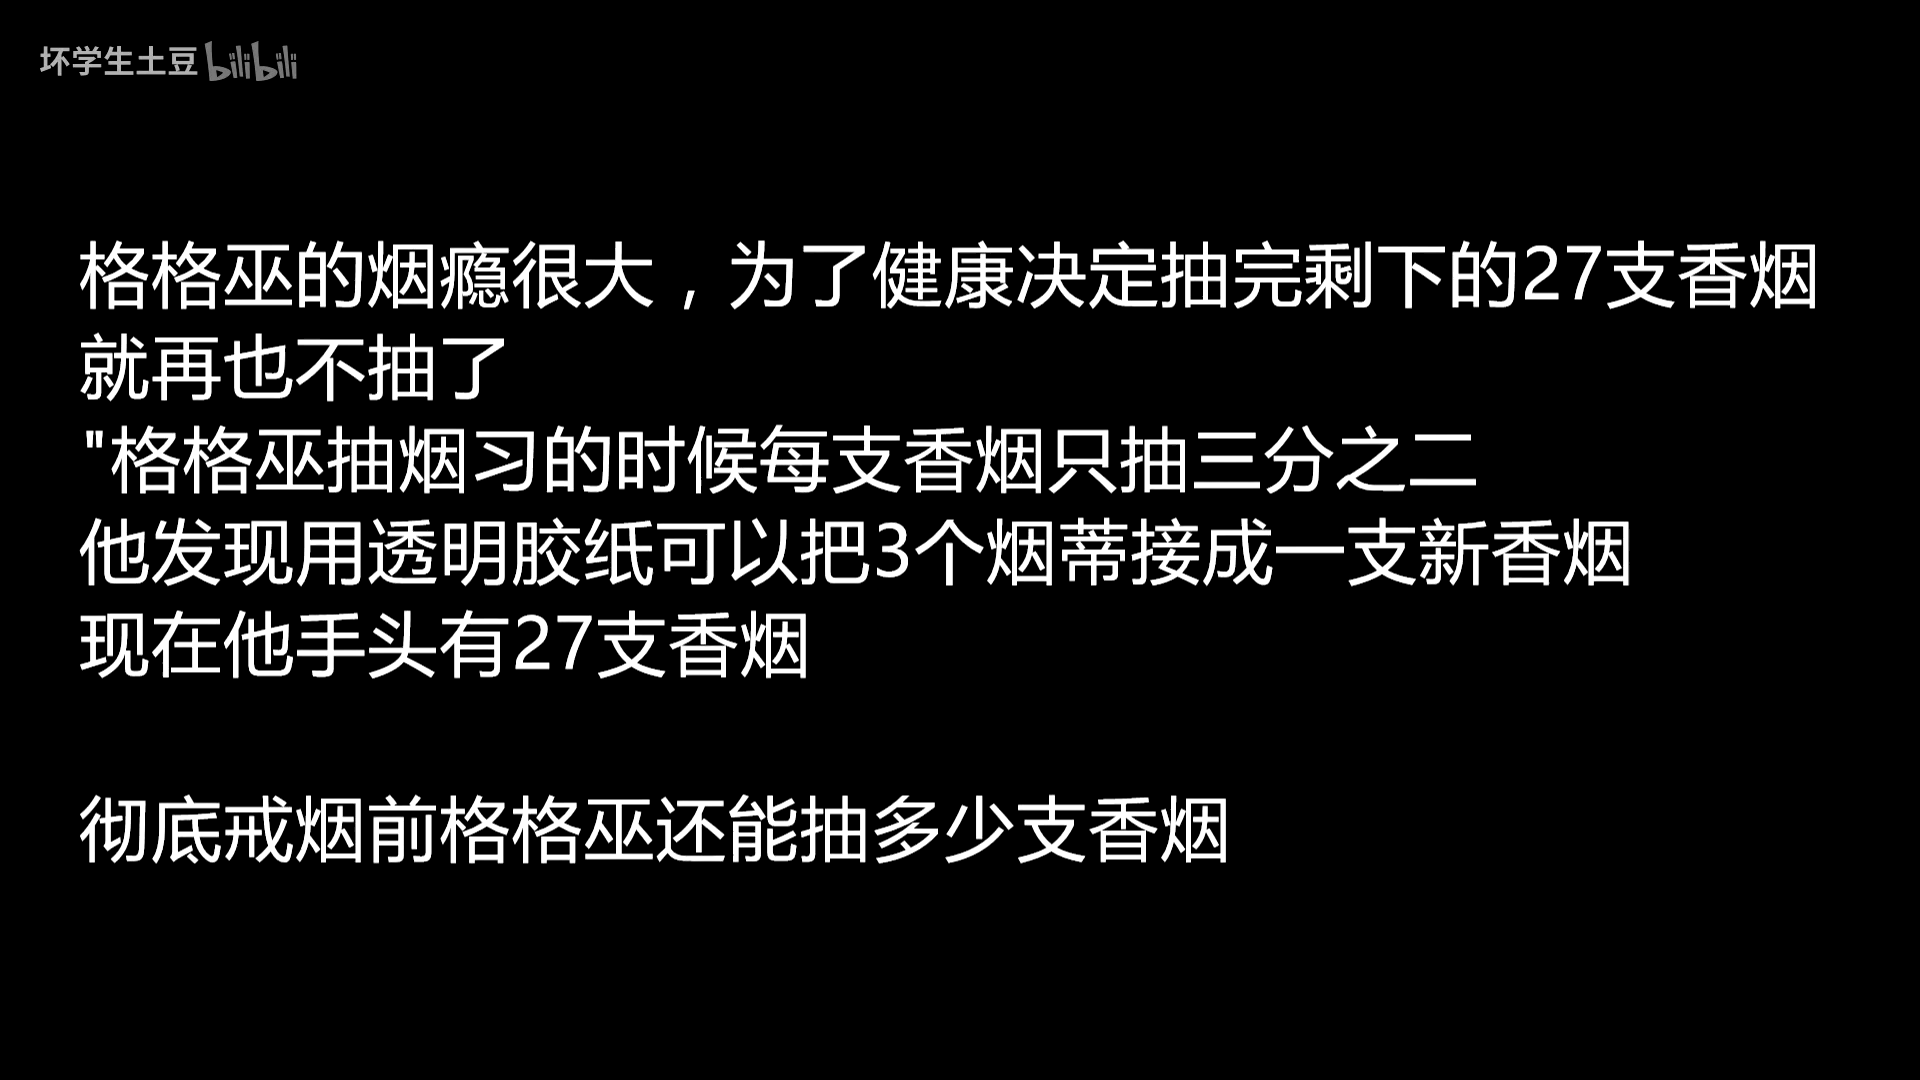 坏学生土豆 bilibili
格格巫的烟瘾很大，为了健康决定抽完剩下的27支香烟
就再也不抽了
"格格巫抽烟习的时候每支香烟只抽三分之二
他发现用透明胶纸可以把3个烟蒂接成一支新香烟
现在他手头有27支香烟
彻底戒烟前格格巫还能抽多少支香烟